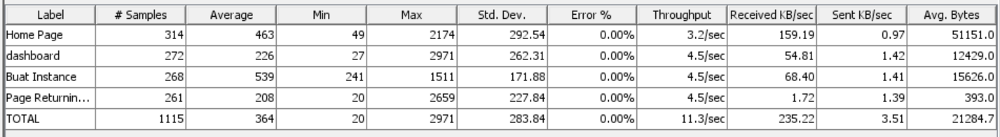 Label # Samples Average Min Max Std. Dev. Error % Throughput Received KB/sec Sent KB/sec Avg. Bytes
Home Page 314 463 49 2174 292.54 0.00% 3.2/sec 159.19 0.97 51151.0
dashboard 272 226 27 2971 262.31 0.00% 4.5/sec 54.81 1.42 12429.0
Buat Instance 268 539 241 1511 171.88 0.00% 4.5/sec 68.40 1.41 15626.0
Page Returnin... 261 208 20 2659 227.84 0.00% 4.5/sec 1.72 1.39 393.0
TOTAL 1115 364 20 2971 283.84 0.00% 11.3/sec 235.22 3.51 21284.7